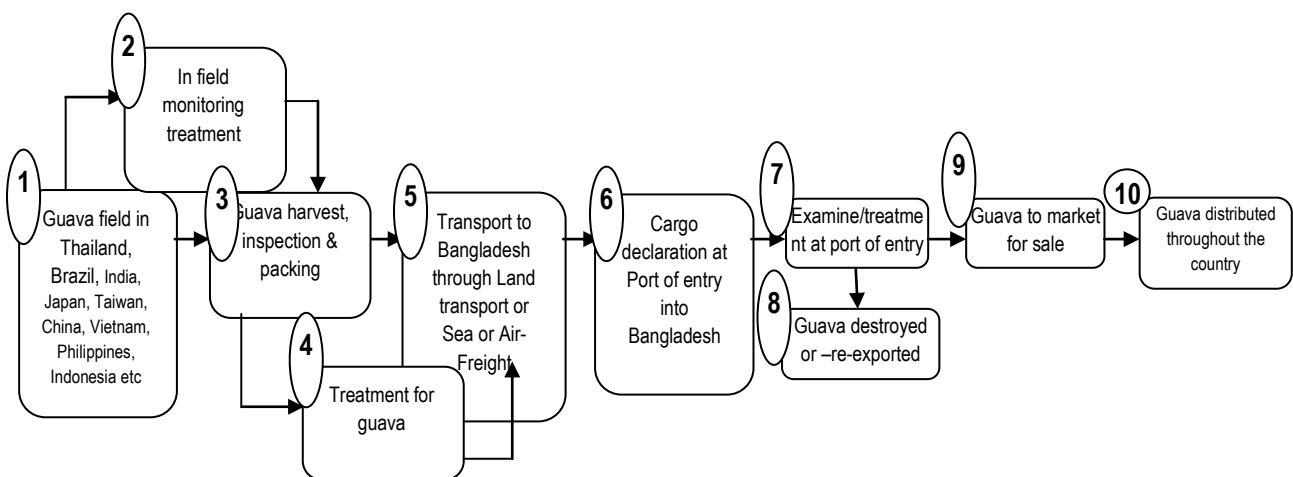 1
Guava field in
Thailand,
Brazil, India,
Japan, Taiwan,
China, Vietnam,
Philippines,
Indonesia etc
2
In field
monitoring
treatment
3
Guava harvest,
inspection &
packing
4
Treatment for
guava
5
Transport to
Bangladesh
through Land
transport or
Sea or Air-
Freight
6
Cargo
declaration at
Port of entry
into
Bangladesh
7
Examine/treatme
nt at port of entry
8
Guava destroyed
or –re-exported
9
Guava to market
for sale
10
Guava distributed
throughout the
country